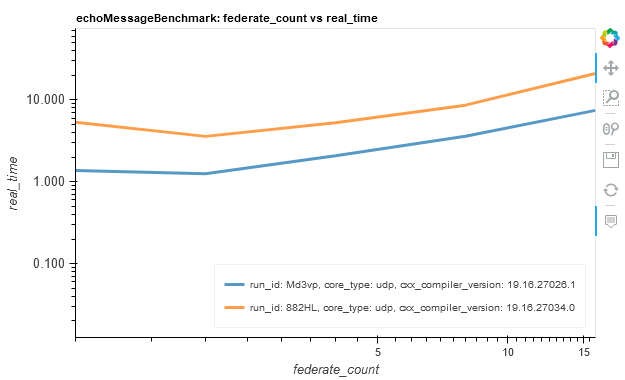 echoMessageBenchmark: federate_count vs real_time
10.000
1.000
0.100
real_time
run_id: Md3vp, core_type: udp, cxx_compiler_version: 19.16.27026.1
run_id: 882HL, core_type: udp, cxx_compiler_version: 19.16.27034.0
5
10
15
federate_count